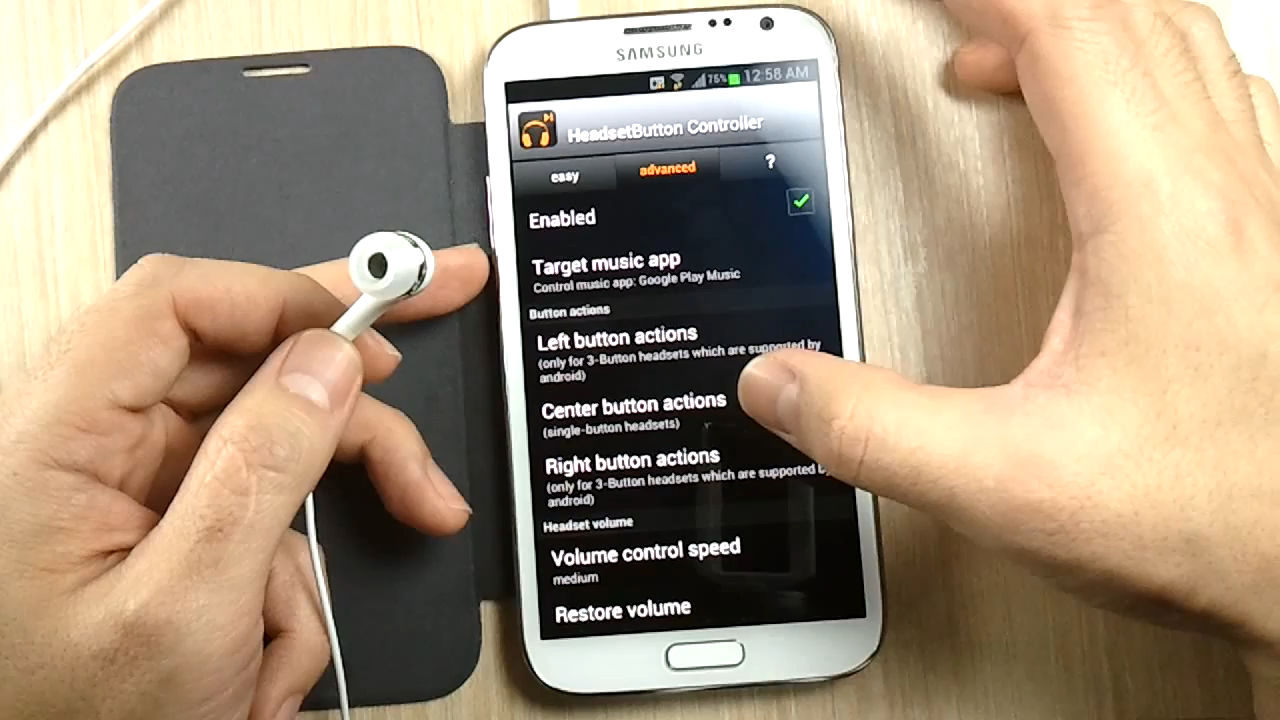 SAMSUNG
75% 12:58 AM
HeadsetButton Controller
easy advanced ?
Enabled
Target music app
Control music app: Google Play Music
Button actions
Left button actions
(only for 3-Button headsets which are supported by
android)
Center button actions
(single-button headsets)
Right button actions
(only for 3-Button headsets which are supported by
android)
Headset volume
Volume control speed
medium
Restore volume